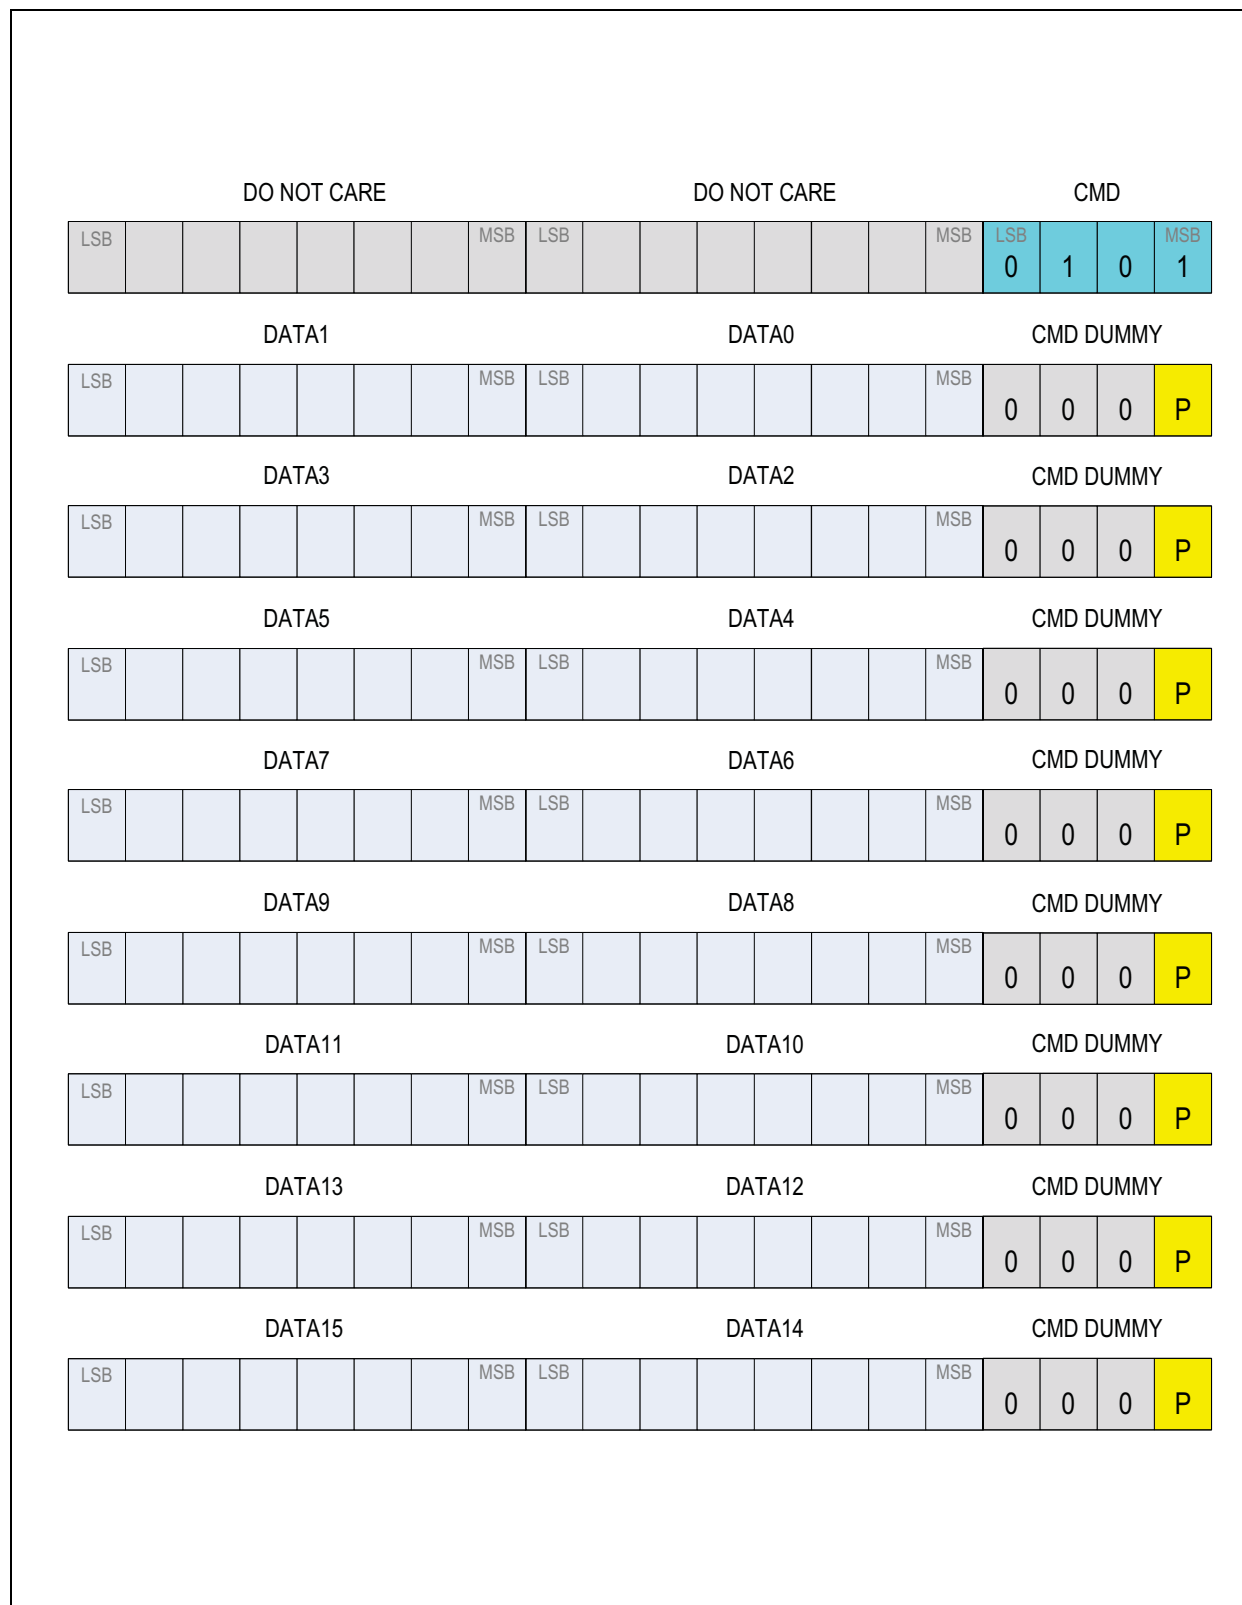 DO NOT CARE DO NOT CARE CMD
LSB MSB LSB MSB LSB MSB
0 1 0 1
DATA1 DATA0 CMD DUMMY
LSB MSB LSB MSB
0 0 0 P
DATA3 DATA2 CMD DUMMY
LSB MSB LSB MSB
0 0 0 P
DATA5 DATA4 CMD DUMMY
LSB MSB LSB MSB
0 0 0 P
DATA7 DATA6 CMD DUMMY
LSB MSB LSB MSB
0 0 0 P
DATA9 DATA8 CMD DUMMY
LSB MSB LSB MSB
0 0 0 P
DATA11 DATA10 CMD DUMMY
LSB MSB LSB MSB
0 0 0 P
DATA13 DATA12 CMD DUMMY
LSB MSB LSB MSB
0 0 0 P
DATA15 DATA14 CMD DUMMY
LSB MSB LSB MSB
0 0 0 P